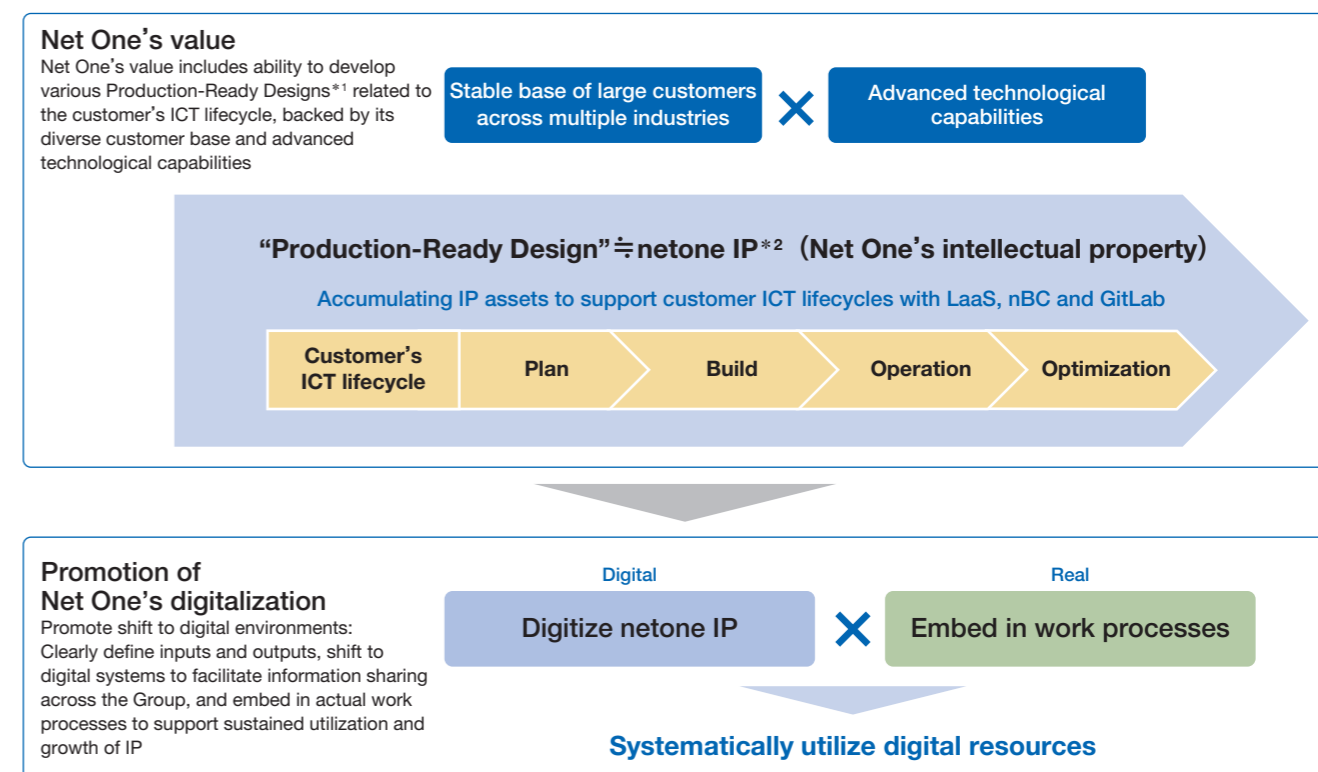 Net One’s value
Net One’s value includes ability to develop
various Production-Ready Designs*1 related to
the customer’s ICT lifecycle, backed by its
diverse customer base and advanced
technological capabilities
Stable base of large customers
across multiple industries
×
Advanced technological
capabilities
“Production-Ready Design”≒netone IP*2（Net One’s intellectual property）
Accumulating IP assets to support customer ICT lifecycles with LaaS, nBC and GitLab
Customer’s
ICT lifecycle
Plan
Build
Operation
Optimization
Promotion of
Net One’s digitalization
Promote shift to digital environments:
Clearly define inputs and outputs, shift to
digital systems to facilitate information sharing
across the Group, and embed in actual work
processes to support sustained utilization and
growth of IP
Digital
Digitize netone IP
×
Real
Embed in work processes
Systematically utilize digital resources